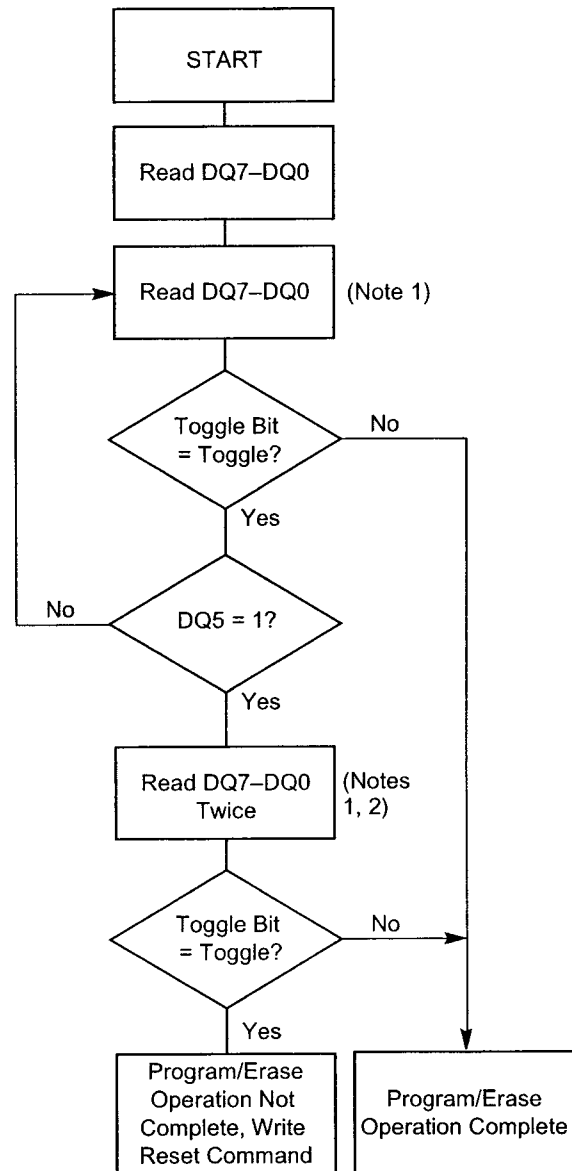 START
Read DQ7–DQ0
Read DQ7–DQ0 (Note 1)
Toggle Bit
= Toggle?
No
Yes
DQ5 = 1?
No
Yes
Read DQ7–DQ0
Twice
(Notes
1, 2)
Toggle Bit
= Toggle?
No
Yes
Program/Erase
Operation Not
Complete, Write
Reset Command
Program/Erase
Operation Complete